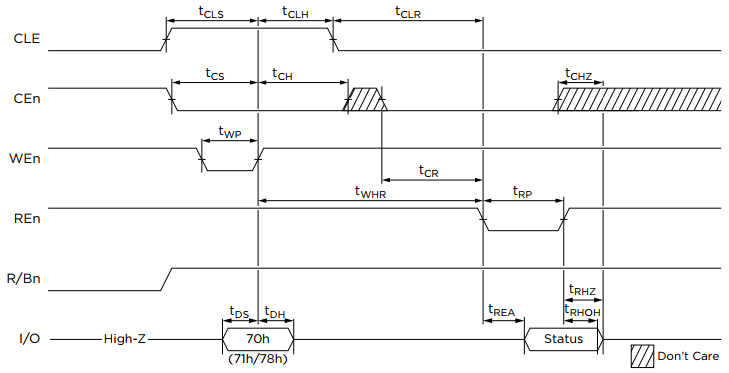 tCLS tCLH tCLR
CLE
tCS tCH tCHZ
CEn
tWP
WEn
tCR
tWHR tRP
REn
R/Bn
tRHZ
tDS tDH tREA tRHOH
I/O High-Z 70h Status
(71h/78h) Don't Care